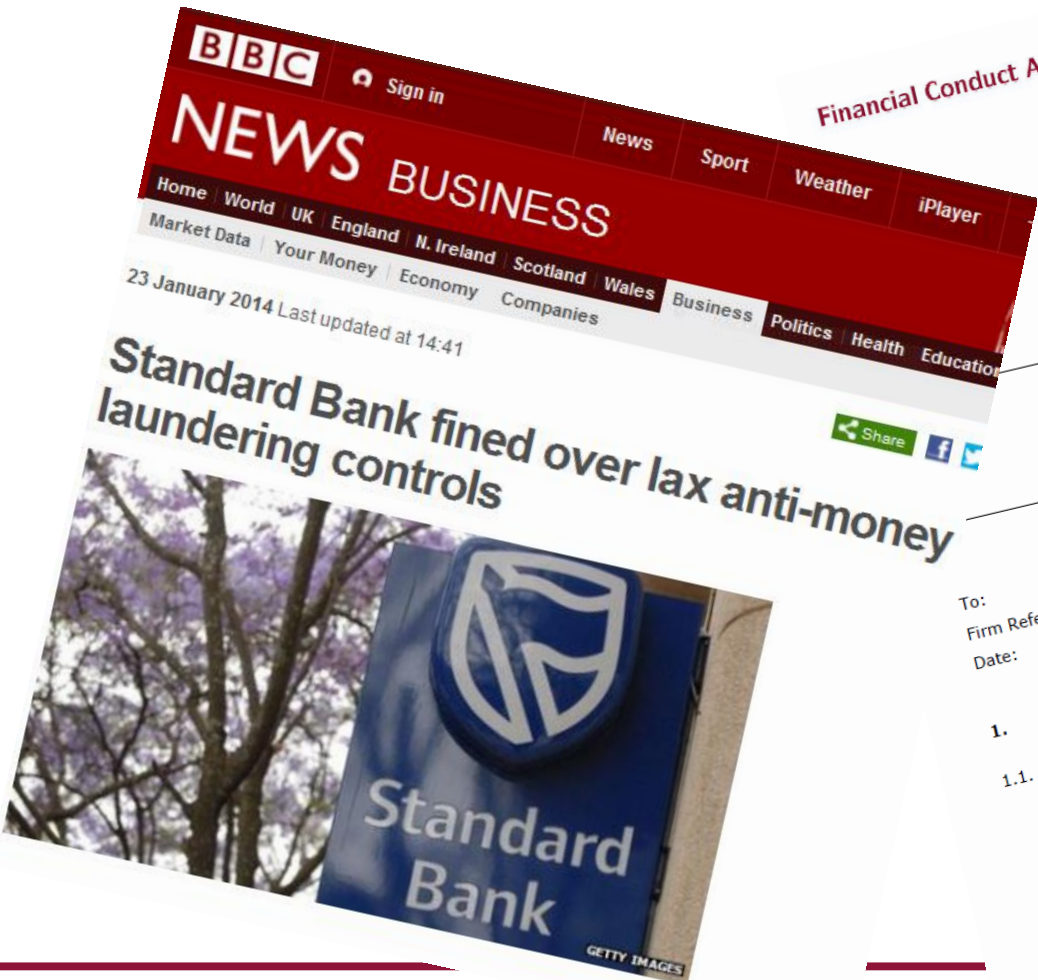 BBC
Sign in
News
Sport
Weather
iPlayer
NEWS BUSINESS
Home World UK England N. Ireland Scotland Wales Business Politics Health Education
Market Data Your Money Economy Companies
23 January 2014 Last updated at 14:41
Share
Standard Bank fined over lax anti-money
laundering controls
Standard
Bank
GETTY IMAGES
Financial Conduct A
To:
Firm Refe
Date:
1.
1.1.